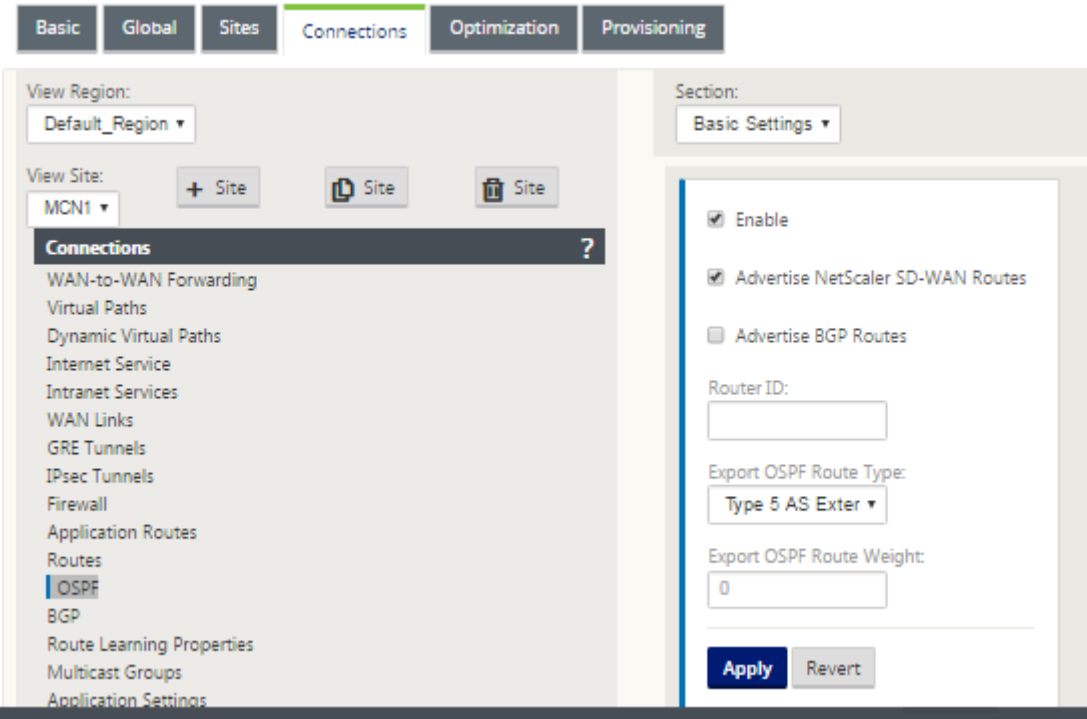 Basic Global Sites Connections Optimization Provisioning
View Region:
Default_Region
View Site:
MCN1
+ Site
Site
Site
Connections ?
WAN-to-WAN Forwarding
Virtual Paths
Dynamic Virtual Paths
Internet Service
Intranet Services
WAN Links
GRE Tunnels
IPsec Tunnels
Firewall
Application Routes
Routes
OSPF
BGP
Route Learning Properties
Multicast Groups
Application Settings
Section:
Basic Settings
Enable
Advertise NetScaler SD-WAN Routes
Advertise BGP Routes
Router ID:
Export OSPF Route Type:
Type 5 AS Exter
Export OSPF Route Weight:
0
Apply Revert